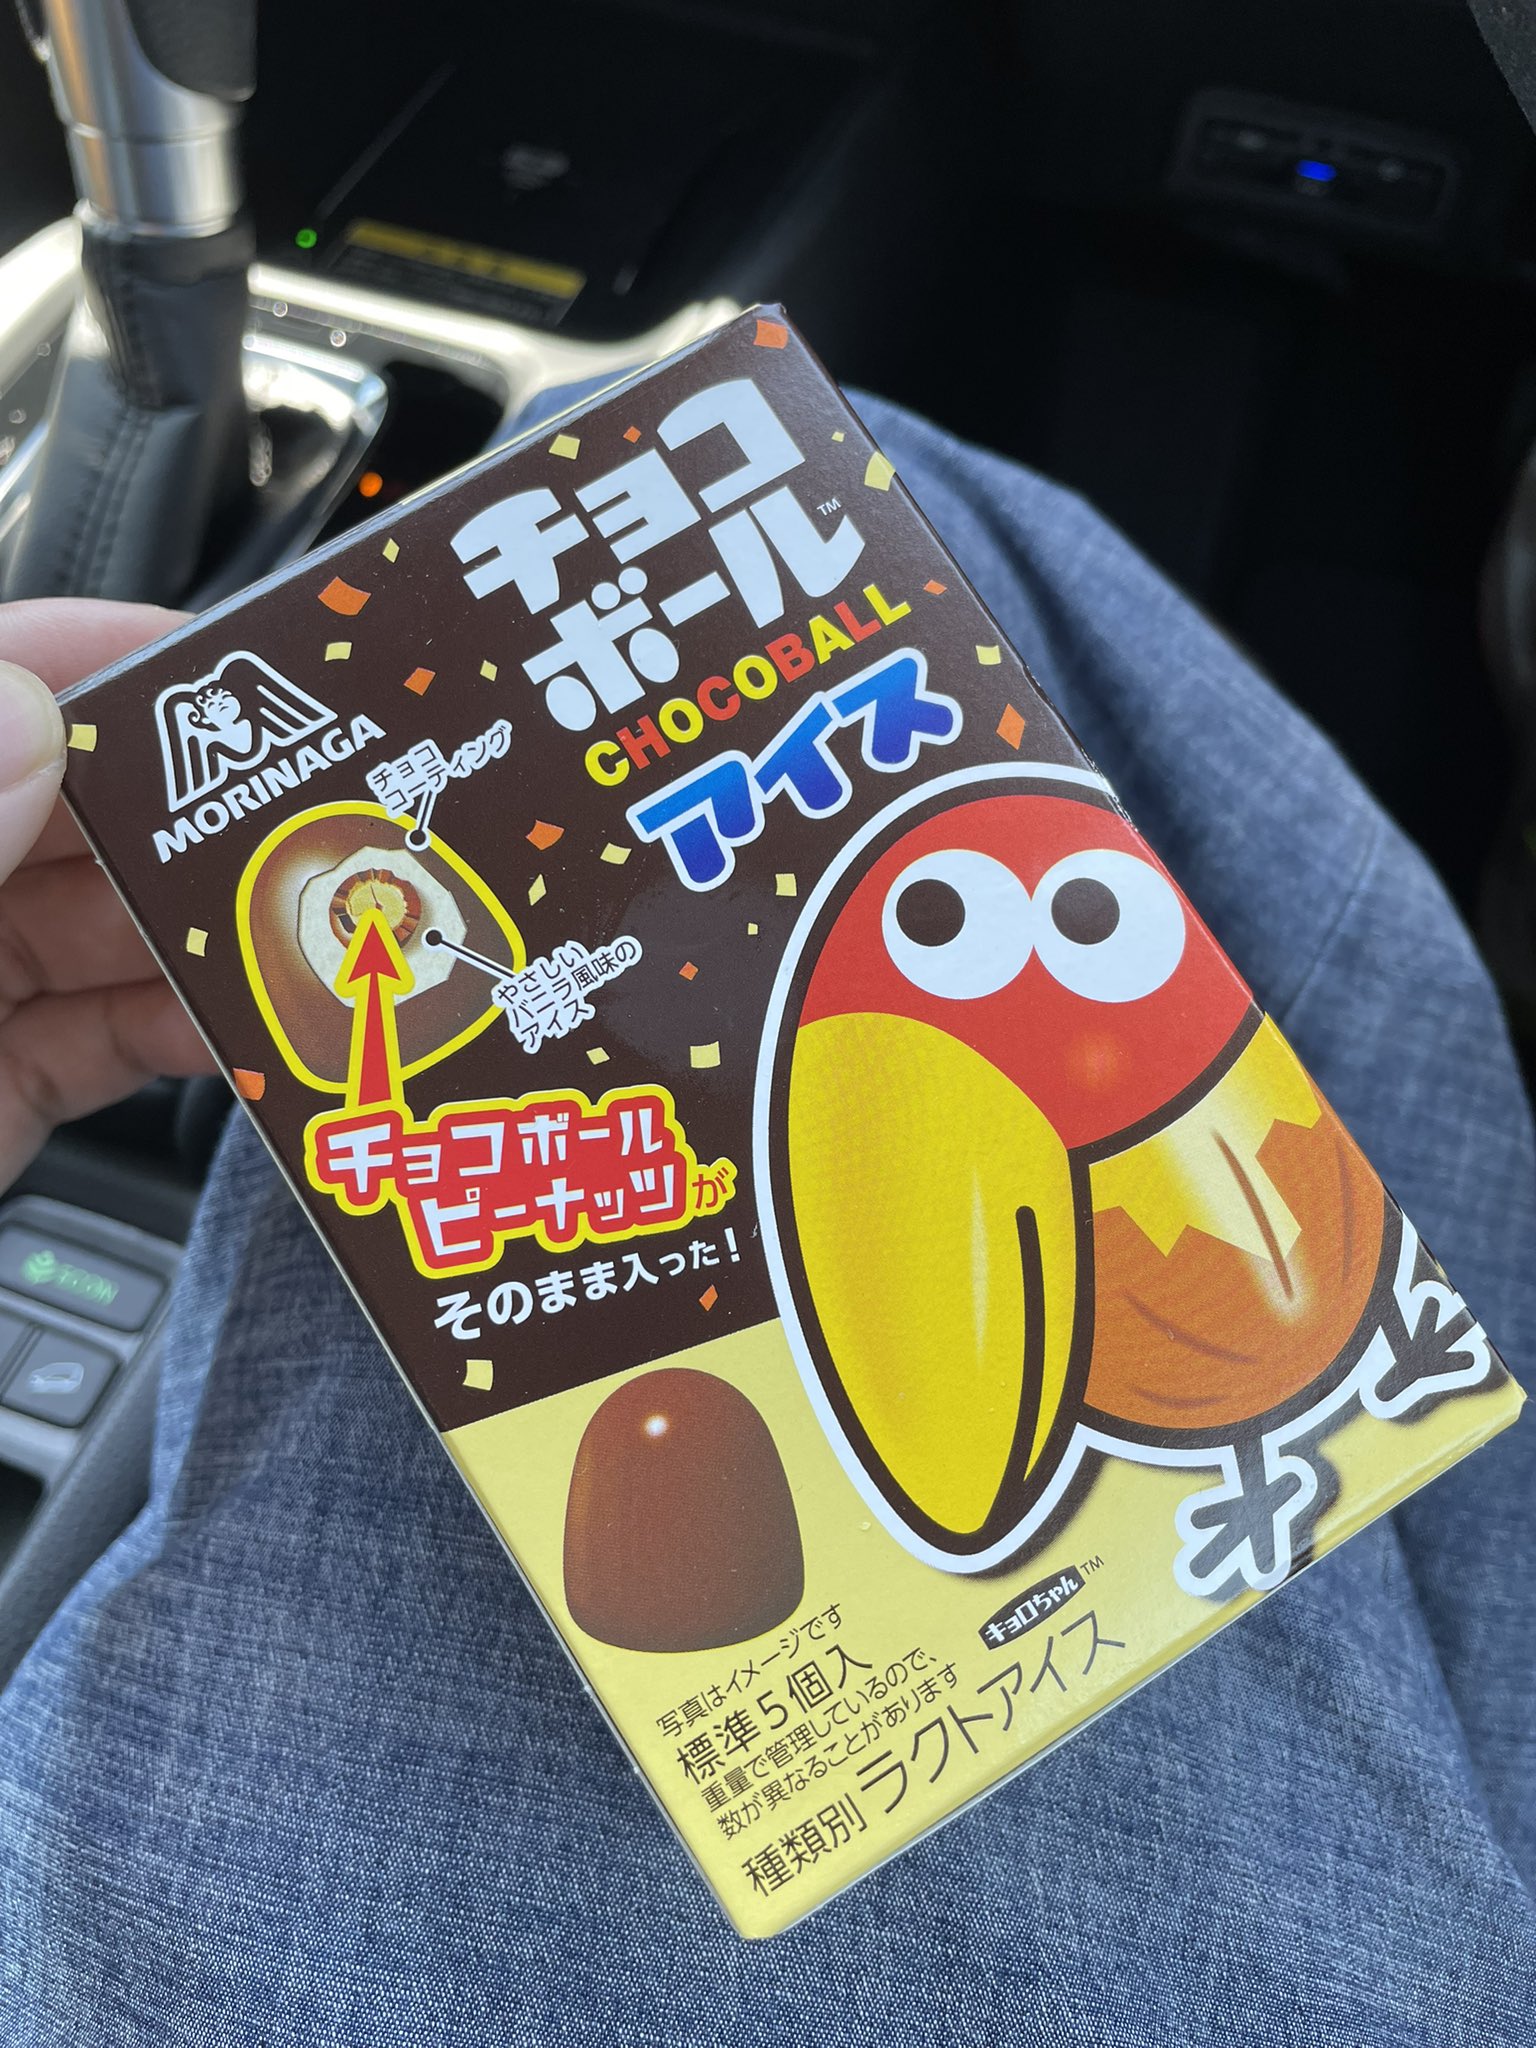 チョコ
ボール™
CHOCOBALL
アイス
MORINAGA
チョコ
コーティング
やさしい
バニラ風味の
アイス
チョコボール
ピーナッツが
そのまま入った!
キョロちゃん™
写真はイメージです
標準5個入
重量で管理しているので、
数が異なることがあります
種類別 ラクトアイス
ECON